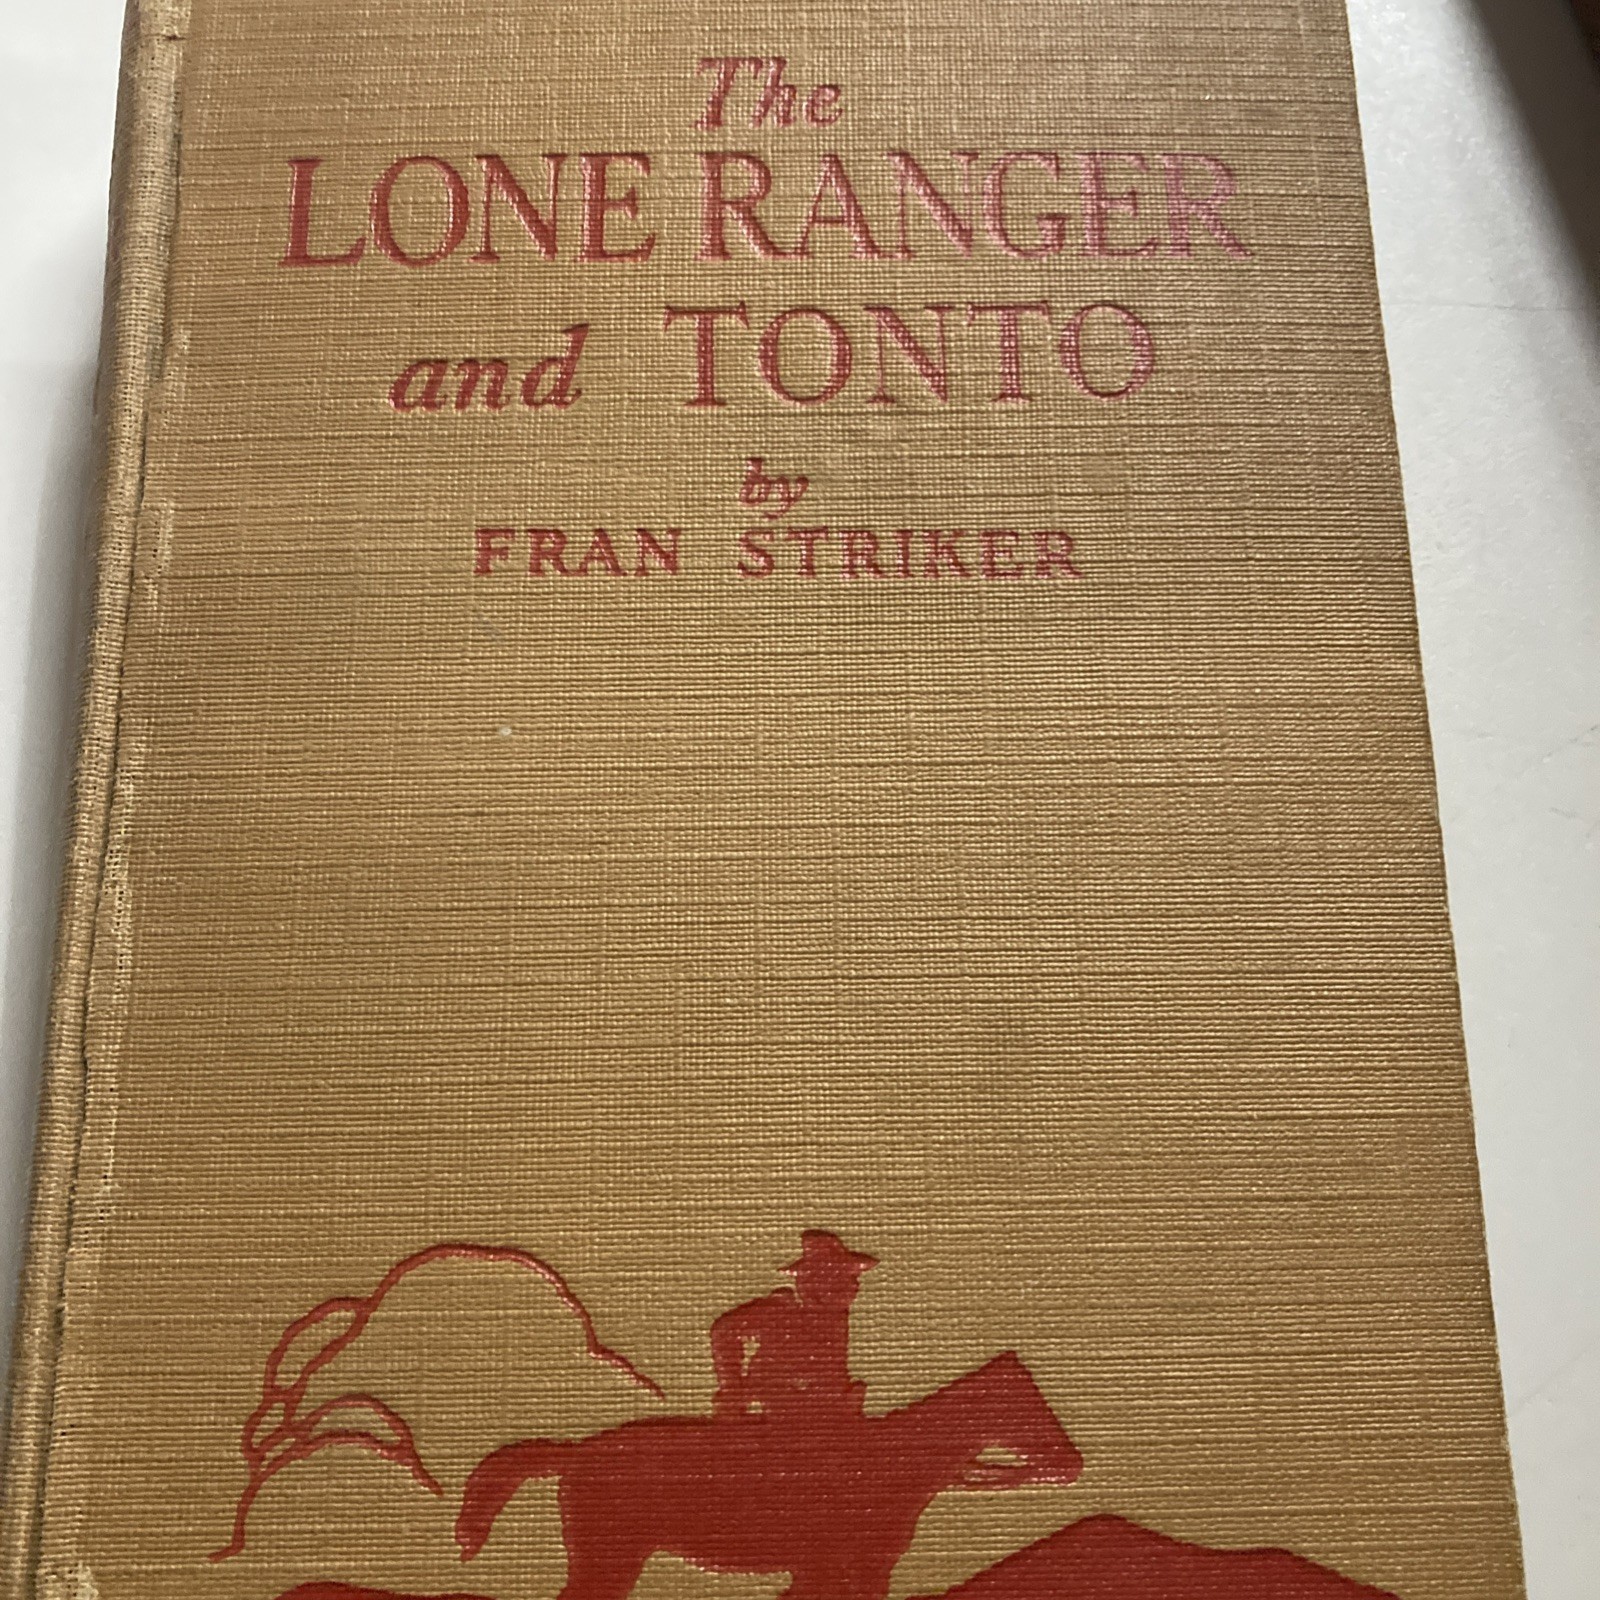 The
LONE RANGER
and TONTO
by
FRAN STRIKER